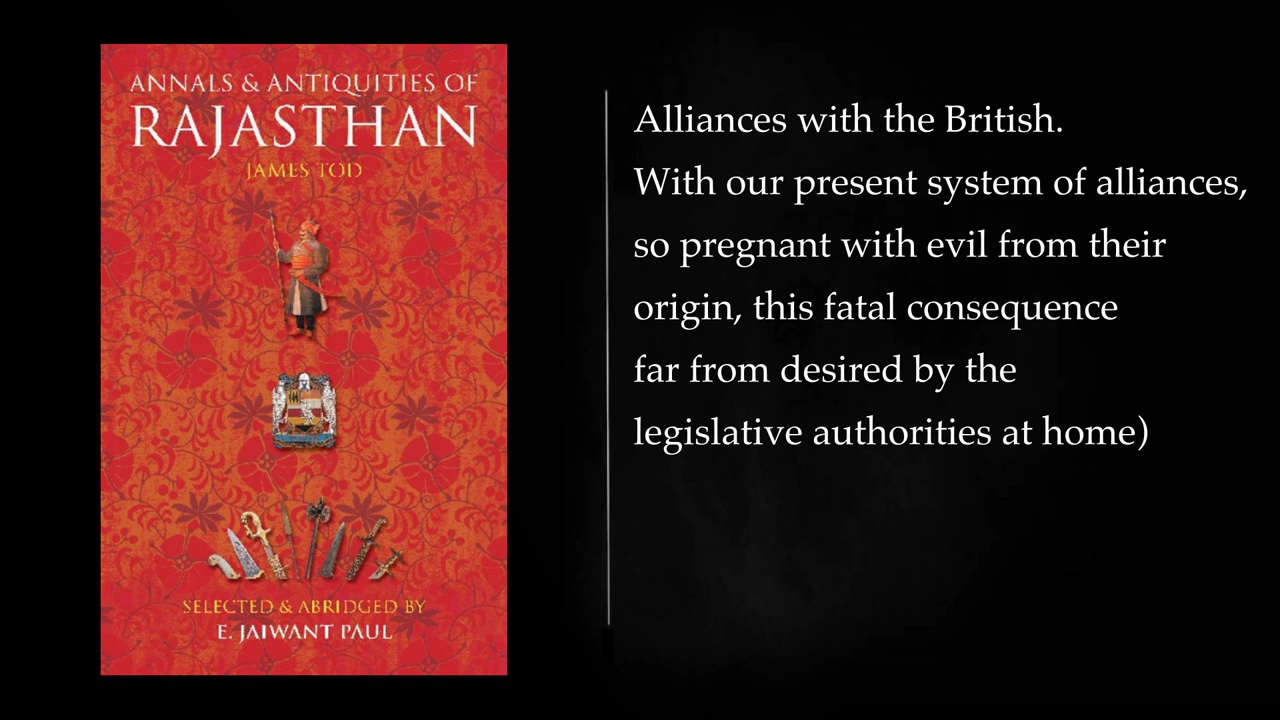 ANNALS & ANTIQUITIES OF
RAJASTHAN
JAMES TOD
SELECTED & ABRIDGED BY
E. JAIWANT PAUL
Alliances with the British.
With our present system of alliances,
so pregnant with evil from their
origin, this fatal consequence
far from desired by the
legislative authorities at home)